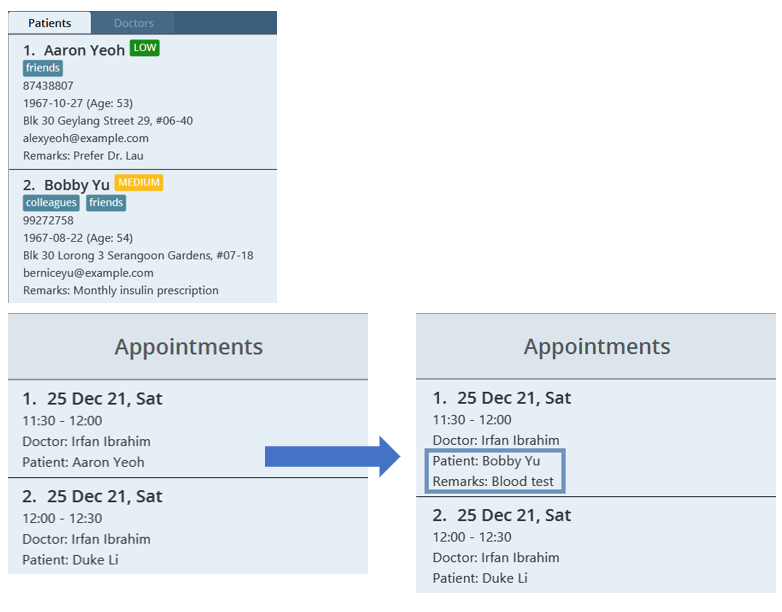 Patients Doctors
1. Aaron Yeoh LOW
friends
87438807
1967-10-27 (Age: 53)
Blk 30 Geylang Street 29, #06-40
alexyeoh@example.com
Remarks: Prefer Dr. Lau
2. Bobby Yu MEDIUM
colleagues friends
99272758
1967-08-22 (Age: 54)
Blk 30 Lorong 3 Serangoon Gardens, #07-18
berniceyu@example.com
Remarks: Monthly insulin prescription
Appointments
1. 25 Dec 21, Sat
11:30 - 12:00
Doctor: Irfan Ibrahim
Patient: Aaron Yeoh
2. 25 Dec 21, Sat
12:00 - 12:30
Doctor: Irfan Ibrahim
Patient: Duke Li
Appointments
1. 25 Dec 21, Sat
11:30 - 12:00
Doctor: Irfan Ibrahim
Patient: Bobby Yu
Remarks: Blood test
2. 25 Dec 21, Sat
12:00 - 12:30
Doctor: Irfan Ibrahim
Patient: Duke Li